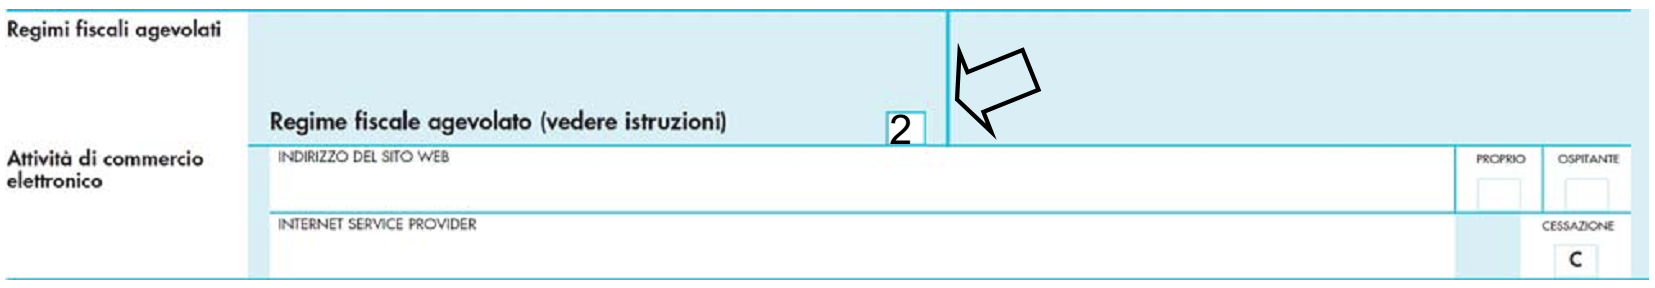 Regimi fiscali agevolati
Regime fiscale agevolato (vedere istruzioni) 2
Attività di commercio
elettronico
INDIRIZZO DEL SITO WEB
PROPRIO
OSPITANTE
INTERNET SERVICE PROVIDER
CESSAZIONE
C